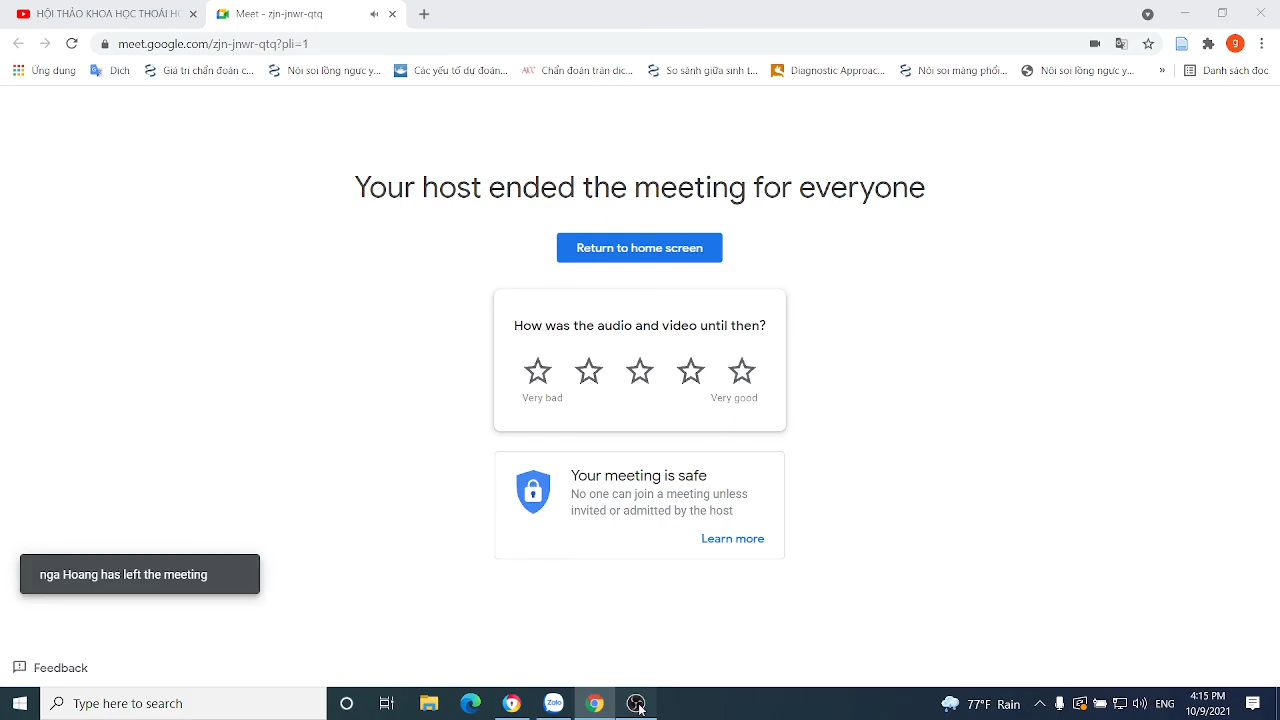 HỘI THẢO KHOA HỌC THOÁI HÓ
Meet - zjn-jnwr-qtq
meet.google.com/zjn-jnwr-qtq?pli=1
g
Ứng dụng
Dịch
Giá trị chẩn đoán c...
Nội soi lồng ngực y...
Các yếu tố dự đoán...
Chẩn đoán tràn dịc...
So sánh giữa sinh t...
Diagnostic Approac...
Nội soi màng phổi...
Nội soi lồng ngực y...
»
Danh sách đọc
Your host ended the meeting for everyone
Return to home screen
How was the audio and video until then?
Very bad
Very good
Your meeting is safe
No one can join a meeting unless
invited or admitted by the host
Learn more
nga Hoang has left the meeting
Feedback
Type here to search
Zalo
77°F Rain
ENG
4:15 PM
10/9/2021